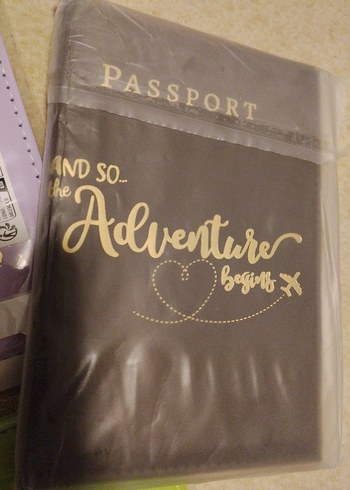 PASSPORT
AND SO...
the
Adventure
begins